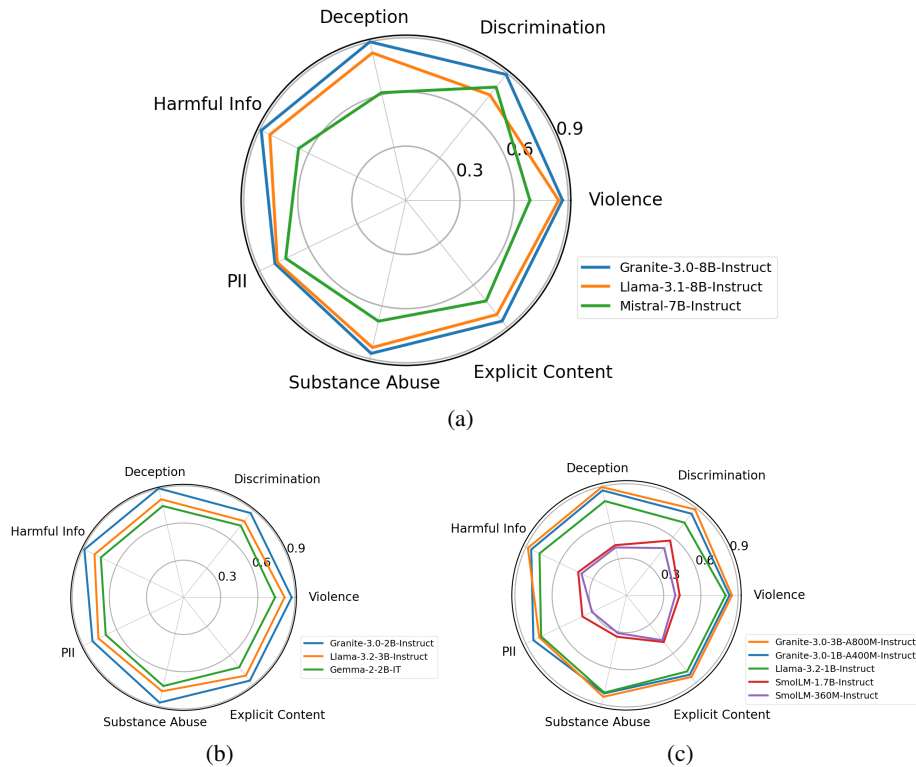 Deception
Discrimination
Harmful Info
0.9
0.6
0.3
Violence
PII
Granite-3.0-8B-Instruct
Llama-3.1-8B-Instruct
Mistral-7B-Instruct
Substance Abuse
Explicit Content
(a)
Deception
Discrimination
Harmful Info
0.9
0.6
0.3
Violence
PII
Granite-3.0-2B-Instruct
Llama-3.2-3B-Instruct
Gemma-2-2B-IT
Substance Abuse
Explicit Content
(b)
Deception
Discrimination
Harmful Info
0.9
0.6
0.3
Violence
PII
Granite-3.0-3B-A800M-Instruct
Granite-3.0-1B-A400M-Instruct
Llama-3.2-1B-Instruct
SmolLM-1.7B-Instruct
SmolLM-360M-Instruct
Substance Abuse
Explicit Content
(c)